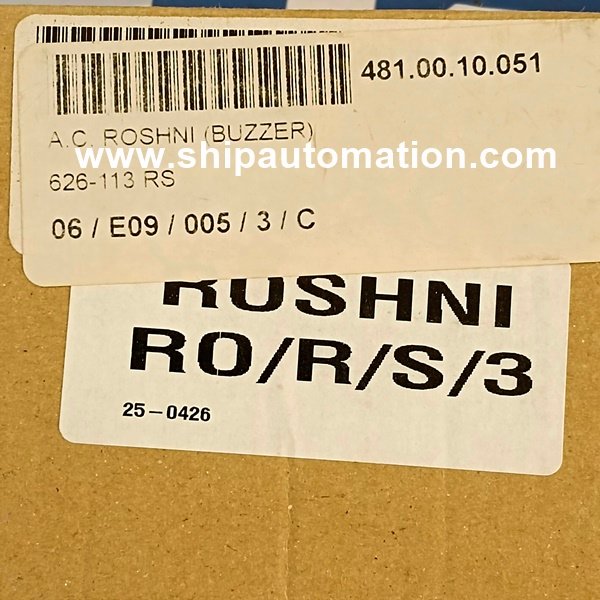 481.00.10.051
A.C. ROSHNI (BUZZER)
www.shipautomation.com
626-113 RS
06 / E09 / 005 / 3 / C
ROSHNI
RO/R/S/3
25-0426